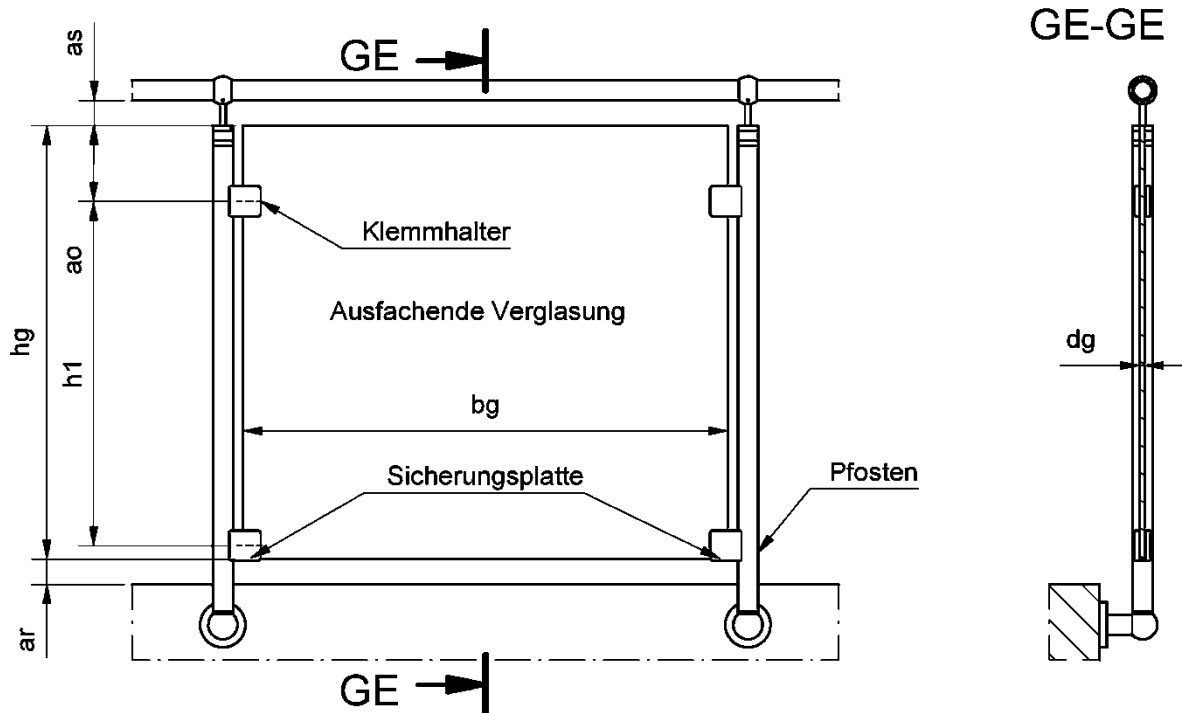 GE-GE
as
GE
Klemmhalter
ao
Ausfachende Verglasung
hg
h1
dg
bg
Sicherungsplatte
Pfosten
ar
GE